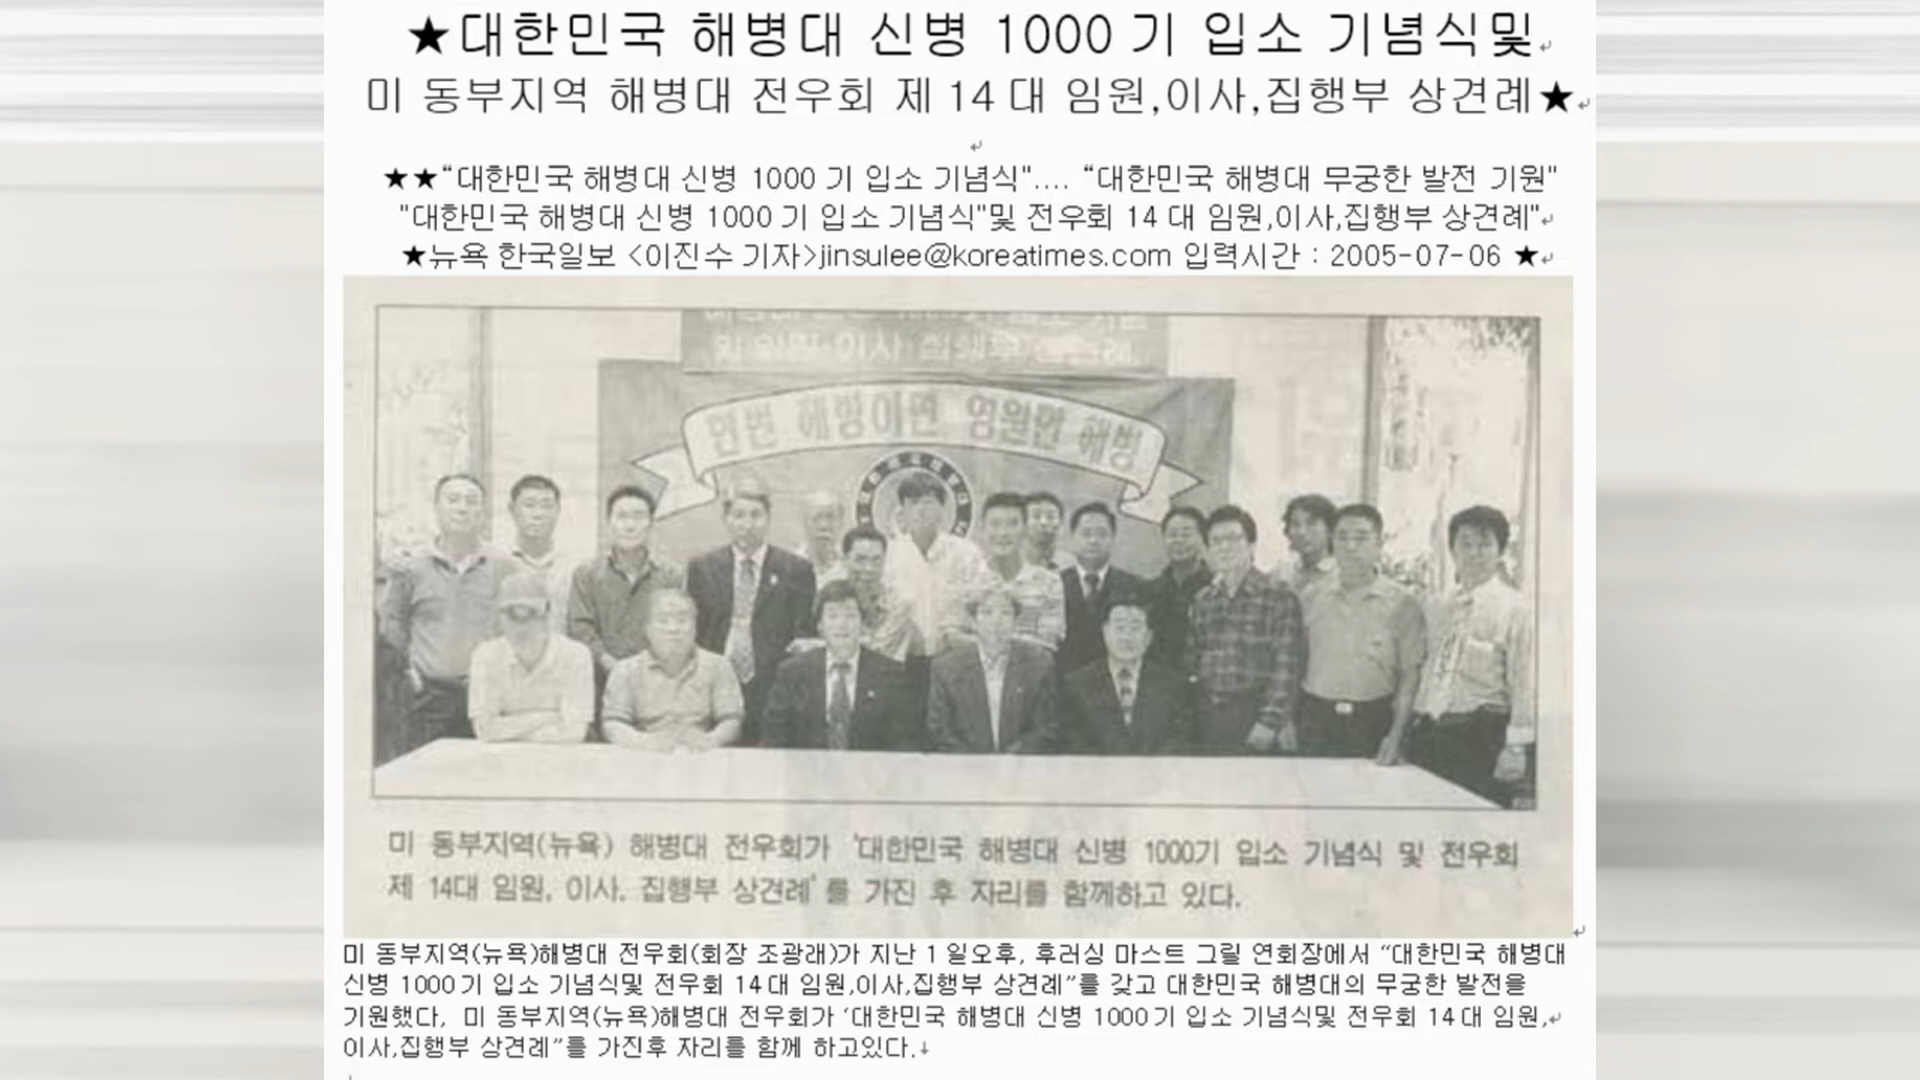 ★대한민국 해병대 신병 1000기 입소 기념식및
미 동부지역 해병대 전우회 제 14대 임원,이사,집행부 상견례★
★★“대한민국 해병대 신병 1000기 입소 기념식".... “대한민국 해병대 무궁한 발전 기원"
"대한민국 해병대 신병 1000기 입소 기념식"및 전우회 14대 임원,이사,집행부 상견례"
★뉴욕 한국일보 <이진수 기자>jinsulee@koreatimes.com 입력시간 : 2005-07-06 ★
및 임원 이사 집행부 상견례
한번 해병이면 영원한 해병
미 동부지역(뉴욕) 해병대 전우회가 '대한민국 해병대 신병 1000기 입소 기념식 및 전우회
제 14대 임원, 이사, 집행부 상견례'를 가진 후 자리를 함께하고 있다.
미 동부지역(뉴욕)해병대 전우회(회장 조광래)가 지난 1일오후, 후러싱 마스트 그릴 연회장에서 “대한민국 해병대
신병 1000기 입소 기념식및 전우회 14대 임원,이사,집행부 상견례”를 갖고 대한민국 해병대의 무궁한 발전을
기원했다, 미 동부지역(뉴욕)해병대 전우회가 ‘대한민국 해병대 신병 1000기 입소 기념식및 전우회 14대 임원,
이사,집행부 상견례”를 가진후 자리를 함께 하고있다.